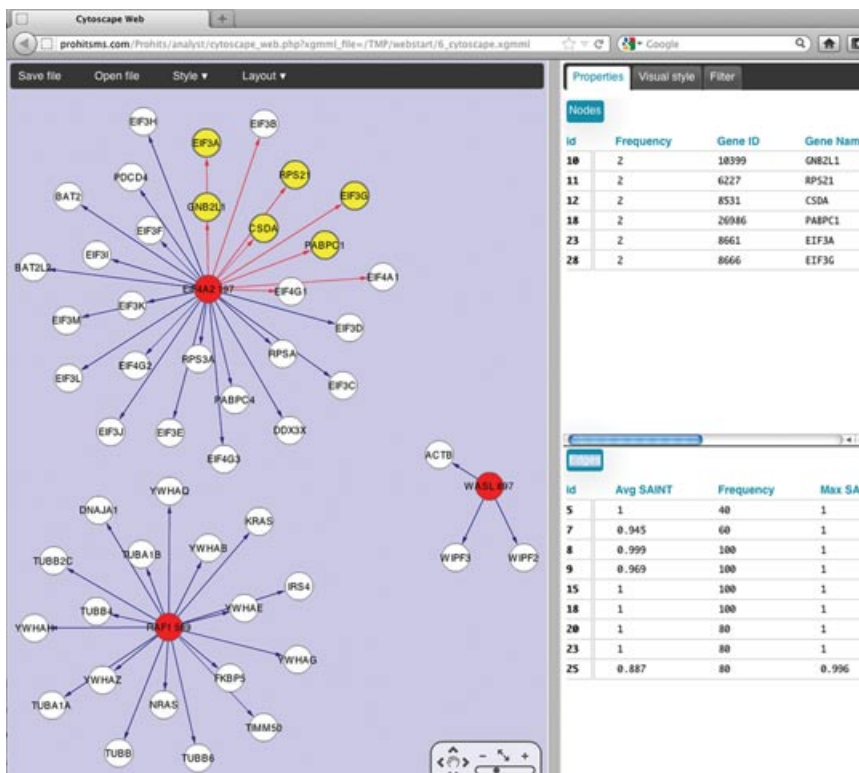 Cytoscape Web
prohitsms.com/Prohits/analyst/cytoscape_web.php?xgmml_file=/TMP/webstart/6_cytoscape.xgmml
Google
Save file Open file Style ▾ Layout ▾
EIF3H
EIF3B
EIF3A
PDCD4
RPS21
BAT2
GNB2L1
EIF3G
EIF3F
CSDA
EIF3I
PABPC1
BAT2L2
EIF4A1
EIF4A2
EIF4G1
EIF3K
EIF3M
EIF3D
RPS3A
RPSA
EIF4G2
EIF3L
EIF3C
PABPC4
EIF3J
EIF3E
DDX3X
EIF4G3
ACTB
WASL
WIPF3
WIPF2
YWHAQ
DNAJA1
KRAS
TUBA1B
YWHAB
TUBB2C
IRS4
TUBB4
YWHAE
YWHAH
RAF1
YWHAG
YWHAZ
FKBP5
TUBA1A
NRAS
TIMM50
TUBB
TUBB6
Properties Visual style Filter
Nodes
id Frequency Gene ID Gene Nam
10 2 10399 GNB2L1
11 2 6227 RPS21
12 2 8531 CSDA
18 2 26986 PABPC1
23 2 8661 EIF3A
28 2 8666 EIF3G
Edges
id Avg SAINT Frequency Max SA
5 1 40 1
7 0.945 60 1
8 0.999 100 1
9 0.969 100 1
15 1 100 1
18 1 100 1
20 1 80 1
23 1 80 1
25 0.887 80 0.996